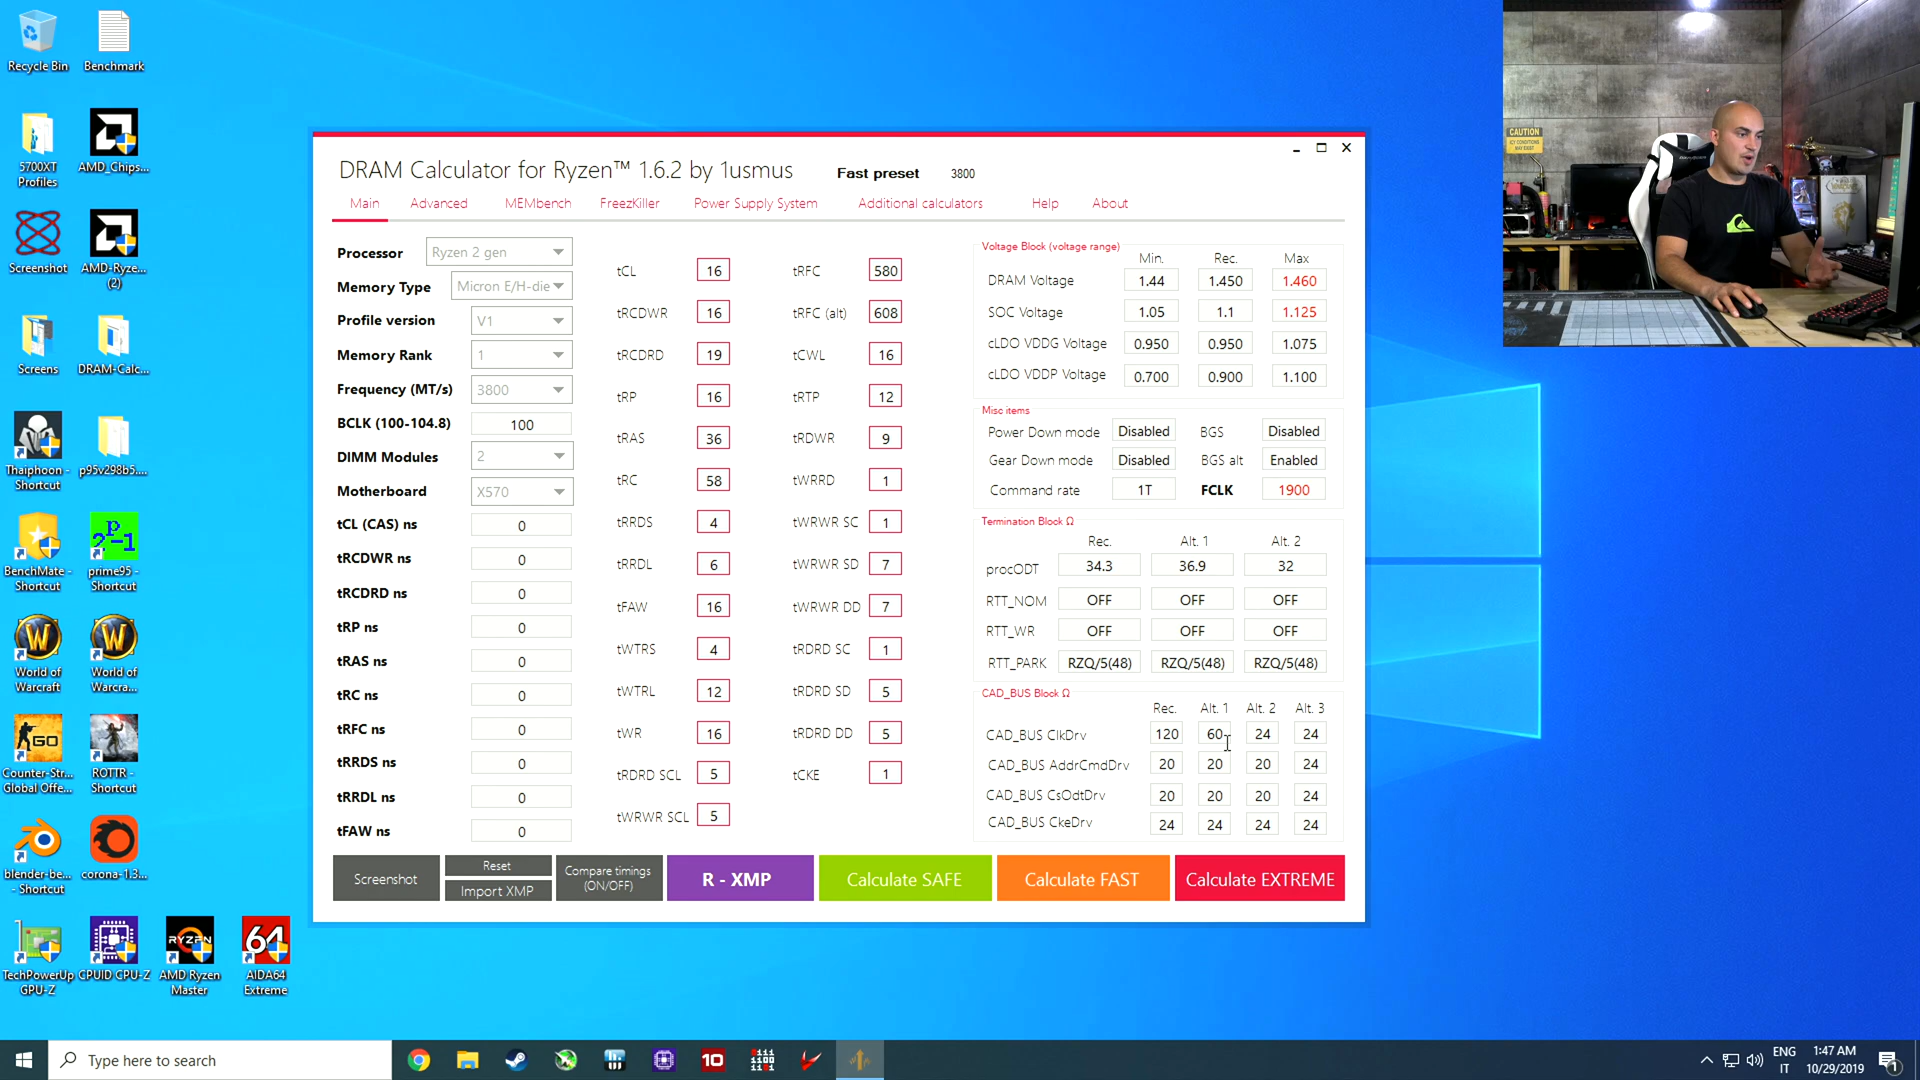 Recycle Bin
Benchmark
5700XT
Profiles
AMD_Chips...
Screenshot
AMD-Ryze...
(2)
Screens
DRAM-Calc...
Thaiphoon -
Shortcut
p95v298b5....
BenchMate -
Shortcut
prime95 -
Shortcut
World of
Warcraft
World of
Warcra...
Counter-Str...
Global Offe...
ROTTR -
Shortcut
blender-be...
- Shortcut
corona-1.3...
TechPowerUp
GPU-Z
CPUID CPU-Z
AMD Ryzen
Master
AIDA64
Extreme
DRAM Calculator for Ryzen™ 1.6.2 by 1usmus
Fast preset 3800
Main Advanced MEMbench FreezKiller Power Supply System Additional calculators Help About
Processor Ryzen 2 gen
Memory Type Micron E/H-die
Profile version V1
Memory Rank 1
Frequency (MT/s) 3800
BCLK (100-104.8) 100
DIMM Modules 2
Motherboard X570
tCL (CAS) ns 0
tRCDWR ns 0
tRCDRD ns 0
tRP ns 0
tRAS ns 0
tRC ns 0
tRFC ns 0
tRRDS ns 0
tRRDL ns 0
tFAW ns 0
tCL 16
tRCDWR 16
tRCDRD 19
tRP 16
tRAS 36
tRC 58
tRRDS 4
tRRDL 6
tFAW 16
tWTRS 4
tWTRL 12
tWR 16
tRDRD SCL 5
tWRWR SCL 5
tRFC 580
tRFC (alt) 608
tCWL 16
tRTP 12
tRDWR 9
tWRRD 1
tWRWR SC 1
tWRWR SD 7
tWRWR DD 7
tRDRD SC 1
tRDRD SD 5
tRDRD DD 5
tCKE 1
Voltage Block (voltage range)
Min. Rec. Max
DRAM Voltage 1.44 1.450 1.460
SOC Voltage 1.05 1.1 1.125
cLDO VDDG Voltage 0.950 0.950 1.075
cLDO VDDP Voltage 0.700 0.900 1.100
Misc items
Power Down mode Disabled BGS Disabled
Gear Down mode Disabled BGS alt Enabled
Command rate 1T FCLK 1900
Termination Block Ω
Rec. Alt. 1 Alt. 2
procODT 34.3 36.9 32
RTT_NOM OFF OFF OFF
RTT_WR OFF OFF OFF
RTT_PARK RZQ/5(48) RZQ/5(48) RZQ/5(48)
CAD_BUS Block Ω
Rec. Alt. 1 Alt. 2 Alt. 3
CAD_BUS ClkDrv 120 60 24 24
CAD_BUS AddrCmdDrv 20 20 20 24
CAD_BUS CsOdtDrv 20 20 20 24
CAD_BUS CkeDrv 24 24 24 24
Screenshot
Reset
Import XMP
Compare timings
(ON/OFF)
R - XMP
Calculate SAFE
Calculate FAST
Calculate EXTREME
CAUTION
Type here to search
10
ENG
IT
1:47 AM
10/29/2019
1